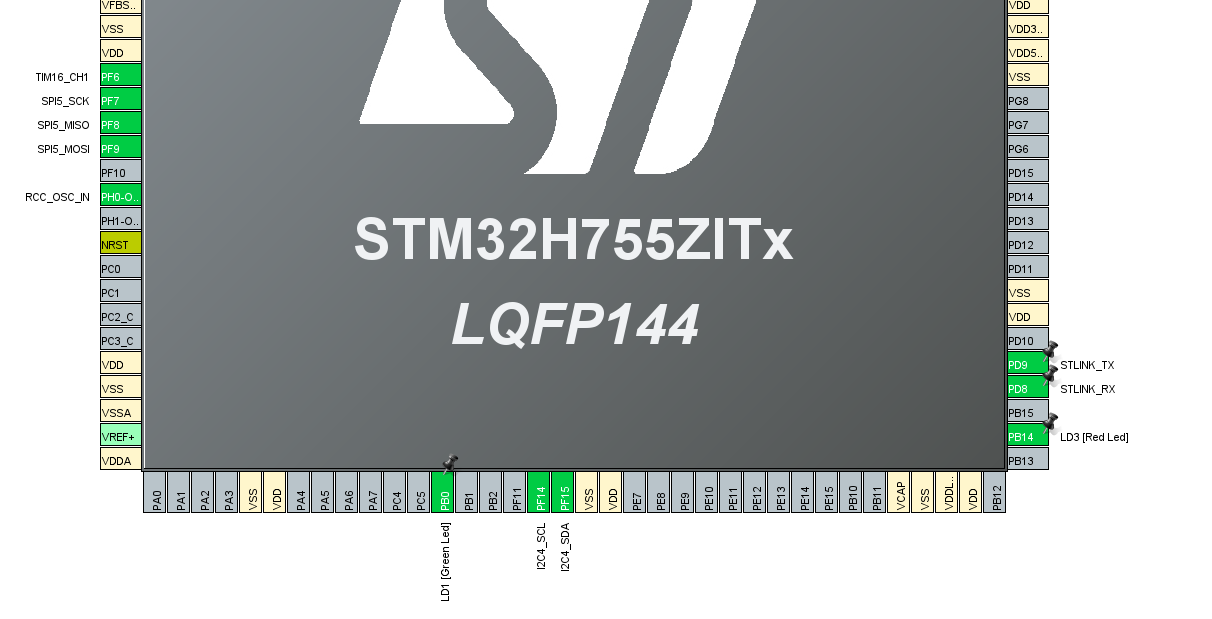 VFBS..
VSS
VDD
TIM16_CH1 PF6
SPI5_SCK PF7
SPI5_MISO PF8
SPI5_MOSI PF9
PF10
RCC_OSC_IN PH0-O..
PH1-O..
NRST
PC0
PC1
PC2_C
PC3_C
VDD
VSS
VSSA
VREF+
VDDA
STM32H755ZITx
LQFP144
VDD
VDD3..
VDD5..
VSS
PG8
PG7
PG6
PD15
PD14
PD13
PD12
PD11
VSS
VDD
PD10
PD9 STLINK_TX
PD8 STLINK_RX
PB15
PB14 LD3 [Red Led]
PB13
PA0
PA1
PA2
PA3
VSS
VDD
PA4
PA5
PA6
PA7
PC4
PC5
PB0
PB1
PB2
PF11
PF14
PF15
VSS
VDD
PE7
PE8
PE9
PE10
PE11
PE12
PE13
PE14
PE15
PB10
PB11
VCAP
VSS
VDDL..
VDD
PB12
LD1 [Green Led]
I2C4_SCL
I2C4_SDA